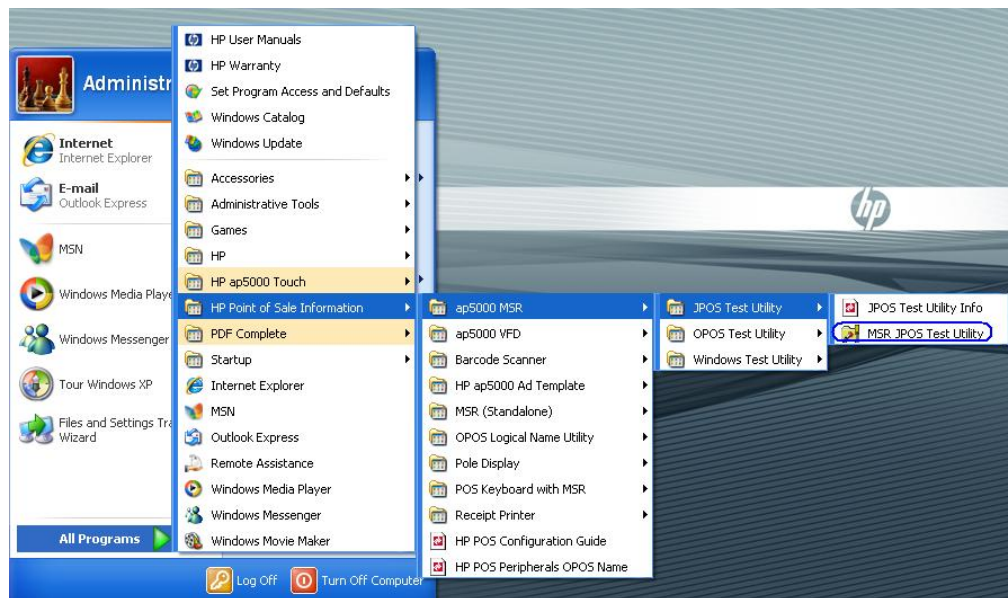 Administr
Internet
Internet Explorer
E-mail
Outlook Express
MSN
Windows Media Playe
Windows Messenger
Tour Windows XP
Files and Settings Tra
Wizard
All Programs
HP User Manuals
HP Warranty
Set Program Access and Defaults
Windows Catalog
Windows Update
Accessories
Administrative Tools
Games
HP
HP ap5000 Touch
HP Point of Sale Information
PDF Complete
Startup
Internet Explorer
MSN
Outlook Express
Remote Assistance
Windows Media Player
Windows Messenger
Windows Movie Maker
ap5000 MSR
ap5000 VFD
Barcode Scanner
HP ap5000 Ad Template
MSR (Standalone)
OPOS Logical Name Utility
Pole Display
POS Keyboard with MSR
Receipt Printer
HP POS Configuration Guide
HP POS Peripherals OPOS Name
JPOS Test Utility
OPOS Test Utility
Windows Test Utility
JPOS Test Utility Info
MSR JPOS Test Utility
hp
Log Off
Turn Off Computer